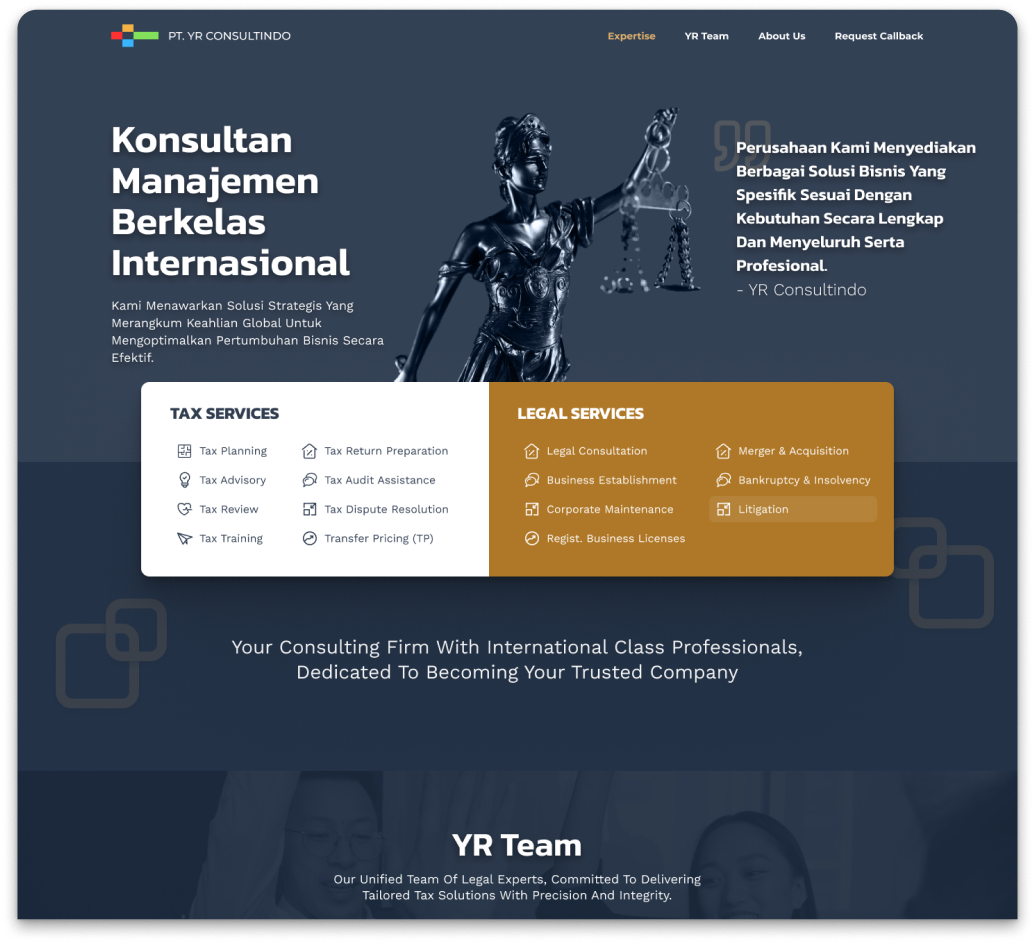 PT. YR CONSULTINDO
Expertise
YR Team
About Us
Request Callback
Konsultan
Manajemen
Berkelas
Internasional
Kami Menawarkan Solusi Strategis Yang
Merangkum Keahlian Global Untuk
Mengoptimalkan Pertumbuhan Bisnis Secara
Efektif.
Perusahaan Kami Menyediakan
Berbagai Solusi Bisnis Yang
Spesifik Sesuai Dengan
Kebutuhan Secara Lengkap
Dan Menyeluruh Serta
Profesional.
- YR Consultindo
TAX SERVICES
Tax Planning
Tax Advisory
Tax Review
Tax Training
Tax Return Preparation
Tax Audit Assistance
Tax Dispute Resolution
Transfer Pricing (TP)
LEGAL SERVICES
Legal Consultation
Business Establishment
Corporate Maintenance
Regist. Business Licenses
Merger & Acquisition
Bankruptcy & Insolvency
Litigation
Your Consulting Firm With International Class Professionals,
Dedicated To Becoming Your Trusted Company
YR Team
Our Unified Team Of Legal Experts, Committed To Delivering
Tailored Tax Solutions With Precision And Integrity.